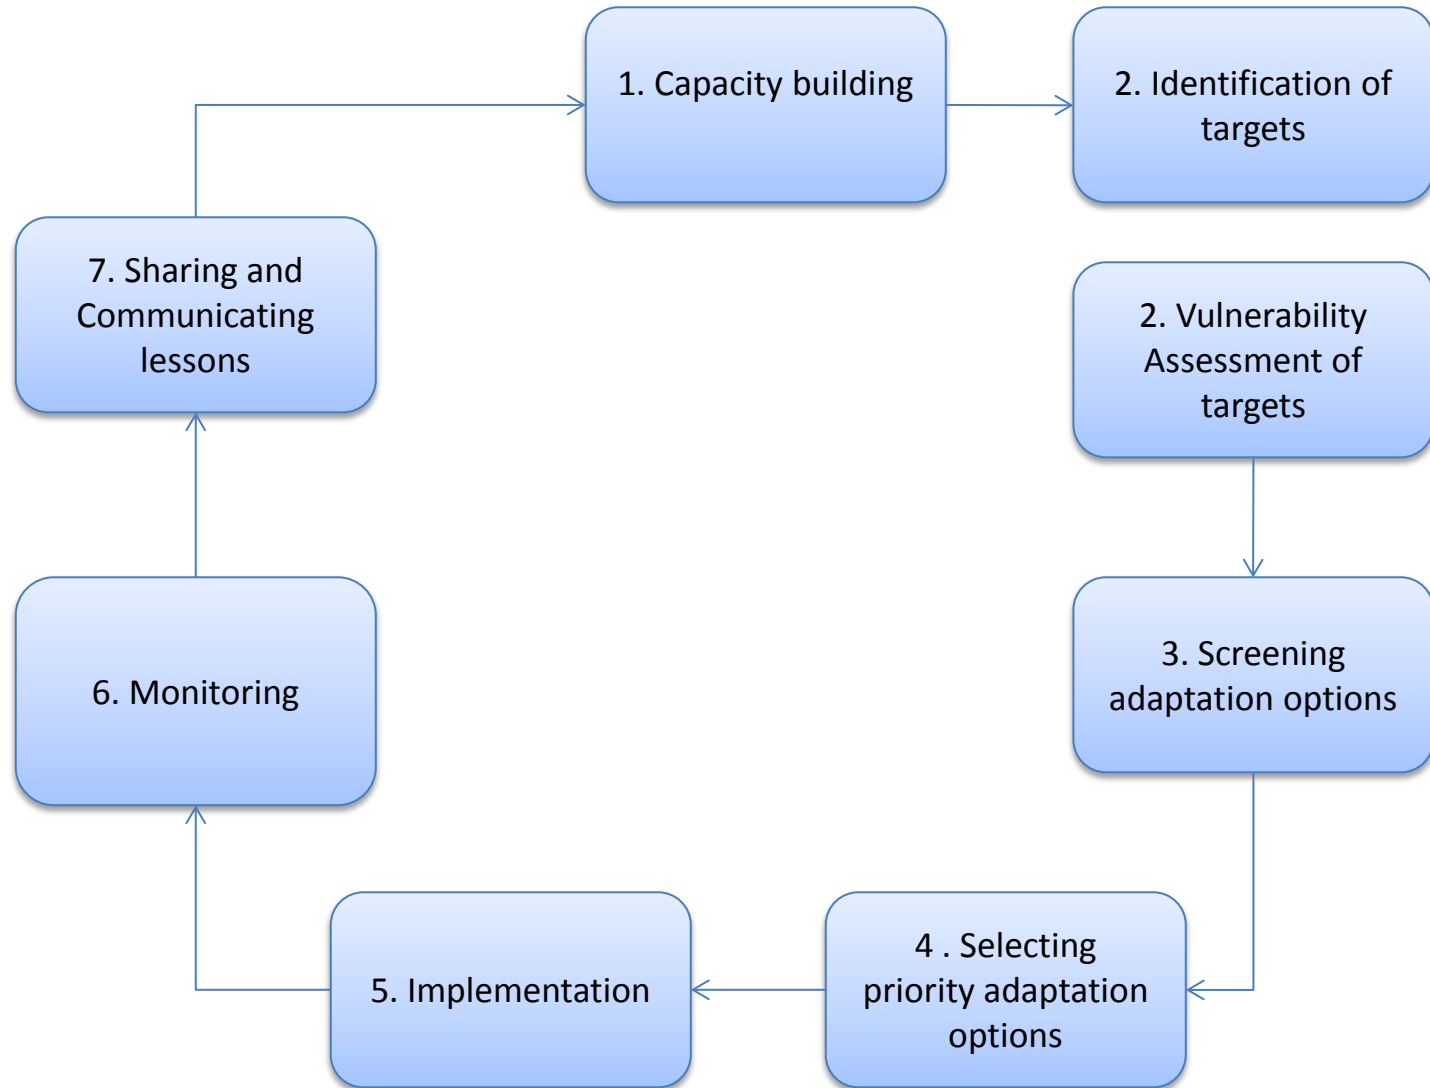 1. Capacity building
2. Identification of
targets
2. Vulnerability
Assessment of
targets
3. Screening
adaptation options
4 . Selecting
priority adaptation
options
5. Implementation
6. Monitoring
7. Sharing and
Communicating
lessons